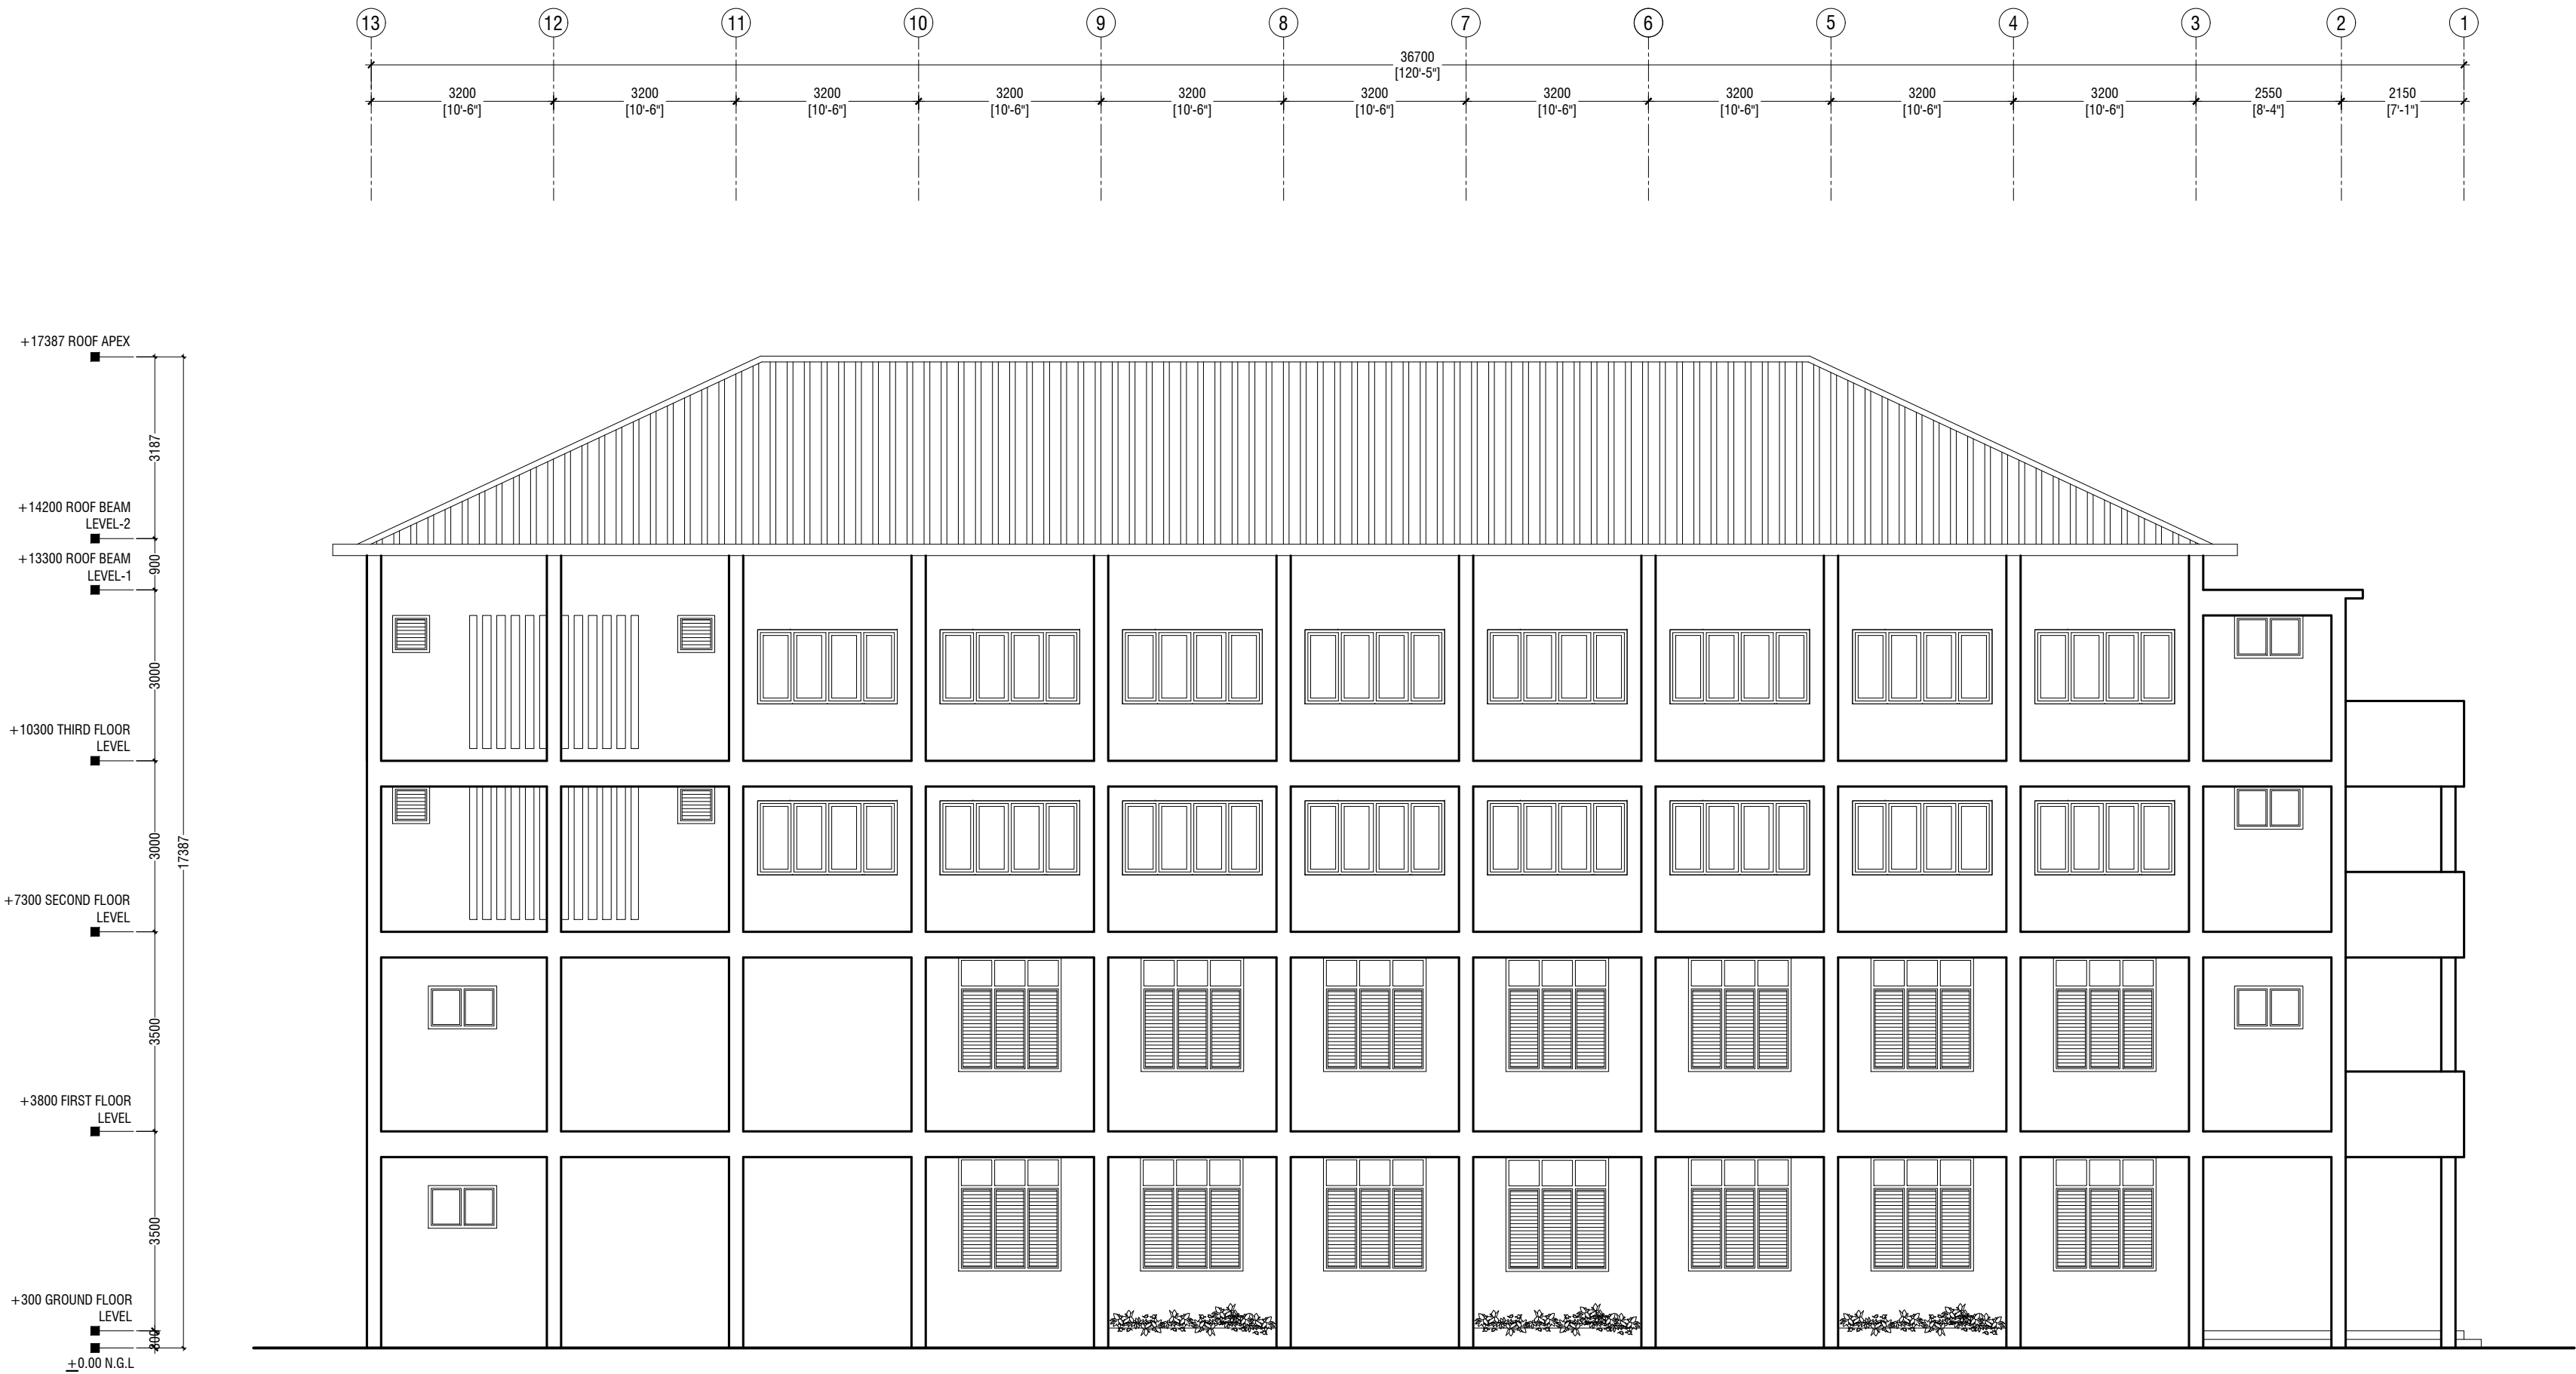 13 12 11 10 9 8 7 6 5 4 3 2 1
36700
[120'-5"]
3200 3200 3200 3200 3200 3200 3200 3200 3200 3200 2550 2150
[10'-6"] [10'-6"] [10'-6"] [10'-6"] [10'-6"] [10'-6"] [10'-6"] [10'-6"] [10'-6"] [10'-6"] [8'-4"] [7'-1"]
+17387 ROOF APEX
3187
+14200 ROOF BEAM
LEVEL-2
+13300 ROOF BEAM
LEVEL-1
900
3000
+10300 THIRD FLOOR
LEVEL
3000
17387
+7300 SECOND FLOOR
LEVEL
3500
+3800 FIRST FLOOR
LEVEL
3500
+300 GROUND FLOOR
LEVEL
300
+0.00 N.G.L